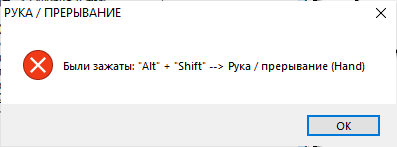 РУКА / ПРЕРЫВАНИЕ
Были зажаты: "Alt" + "Shift" --> Рука / прерывание (Hand)
OK